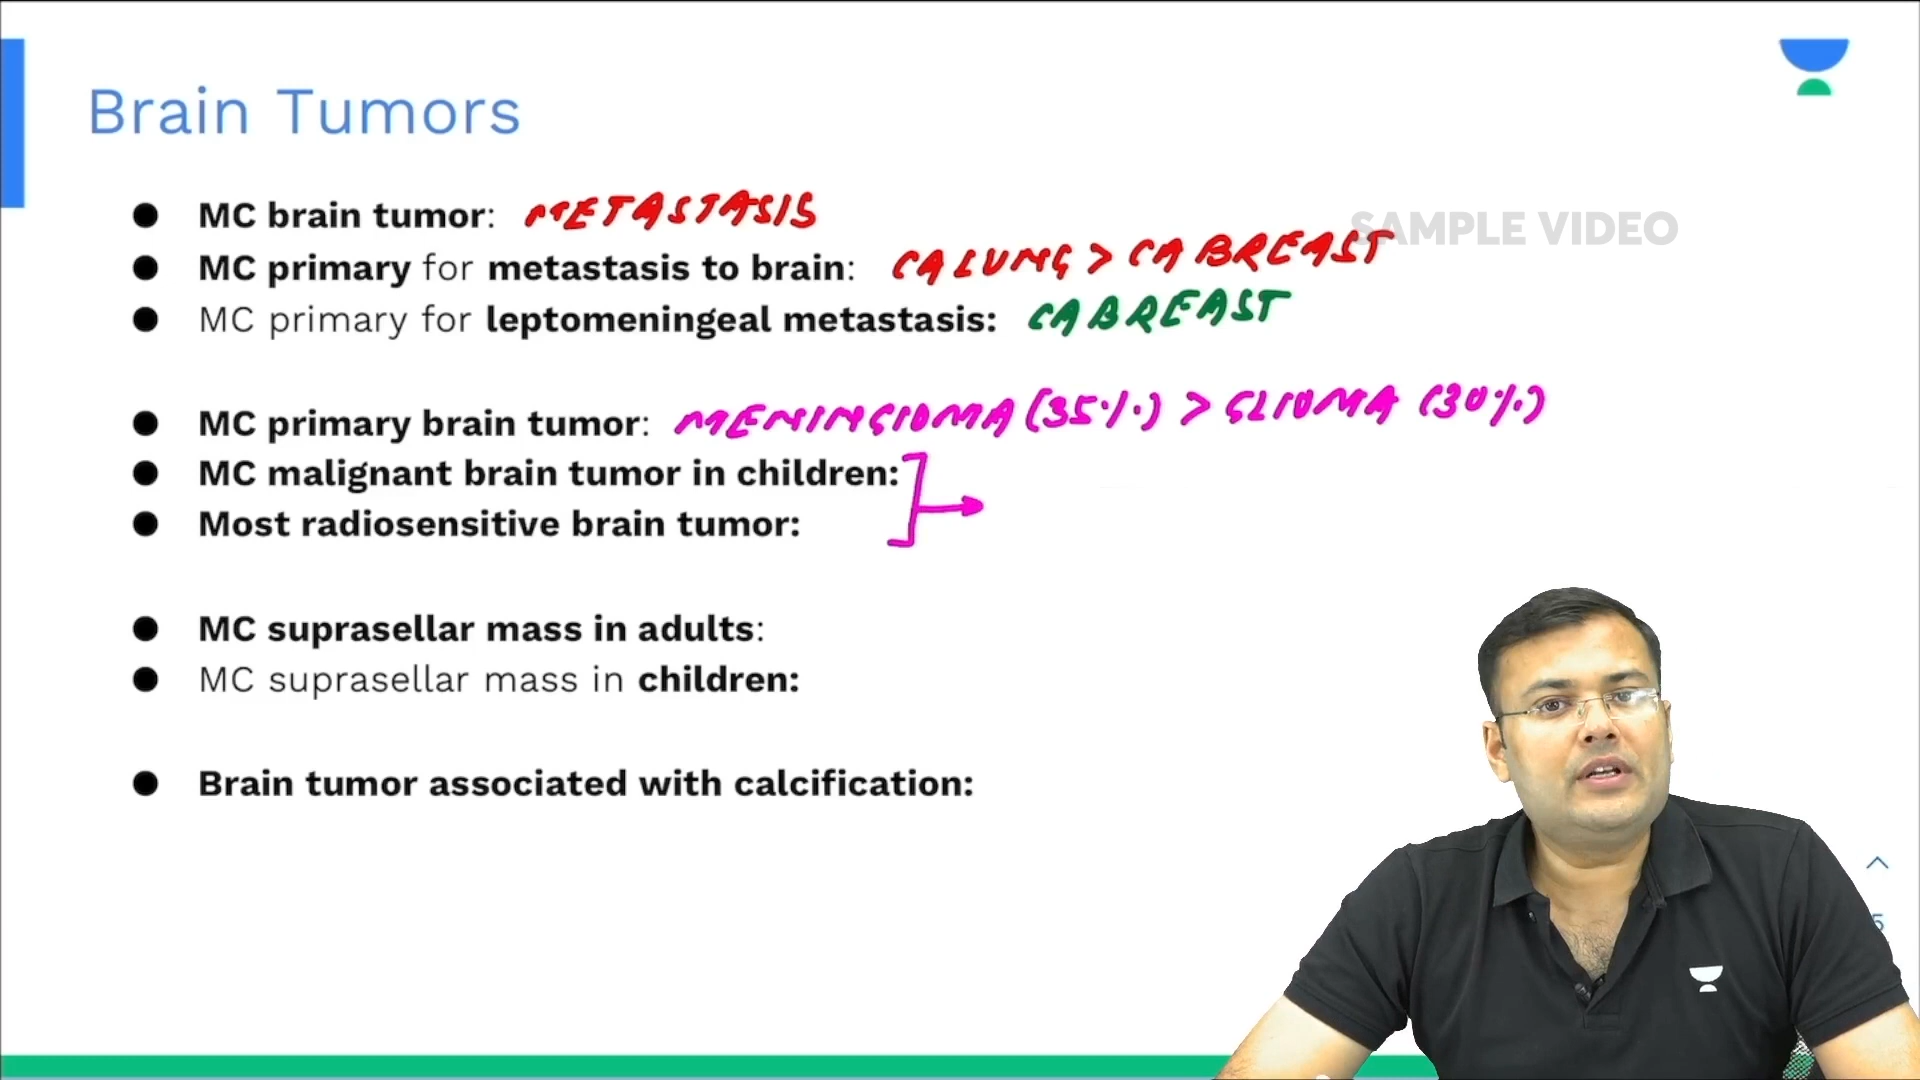 Brain Tumors
SAMPLE VIDEO
● MC brain tumor: METASTASIS
● MC primary for metastasis to brain: CA LUNG > CA BREAST
● MC primary for leptomeningeal metastasis: CA BREAST
● MC primary brain tumor: MENINGIOMA (35%) > GLIOMA (30%)
● MC malignant brain tumor in children:
● Most radiosensitive brain tumor:
● MC suprasellar mass in adults:
● MC suprasellar mass in children:
● Brain tumor associated with calcification:
5